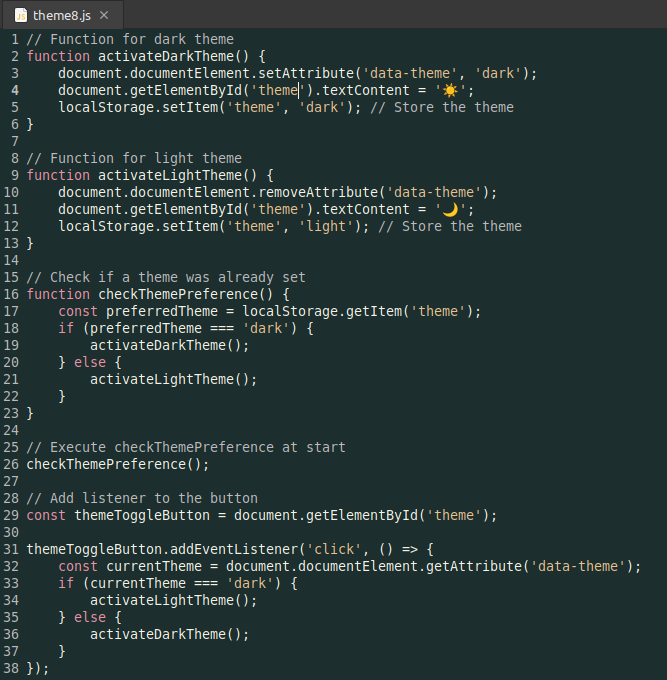 theme8.js
1 // Function for dark theme
2 function activateDarkTheme() {
3     document.documentElement.setAttribute('data-theme', 'dark');
4     document.getElementById('theme').textContent = '☀️';
5     localStorage.setItem('theme', 'dark'); // Store the theme
6 }
7
8 // Function for light theme
9 function activateLightTheme() {
10     document.documentElement.removeAttribute('data-theme');
11     document.getElementById('theme').textContent = '🌙';
12     localStorage.setItem('theme', 'light'); // Store the theme
13 }
14
15 // Check if a theme was already set
16 function checkThemePreference() {
17     const preferredTheme = localStorage.getItem('theme');
18     if (preferredTheme === 'dark') {
19         activateDarkTheme();
20     } else {
21         activateLightTheme();
22     }
23 }
24
25 // Execute checkThemePreference at start
26 checkThemePreference();
27
28 // Add listener to the button
29 const themeToggleButton = document.getElementById('theme');
30
31 themeToggleButton.addEventListener('click', () => {
32     const currentTheme = document.documentElement.getAttribute('data-theme');
33     if (currentTheme === 'dark') {
34         activateLightTheme();
35     } else {
36         activateDarkTheme();
37     }
38 });